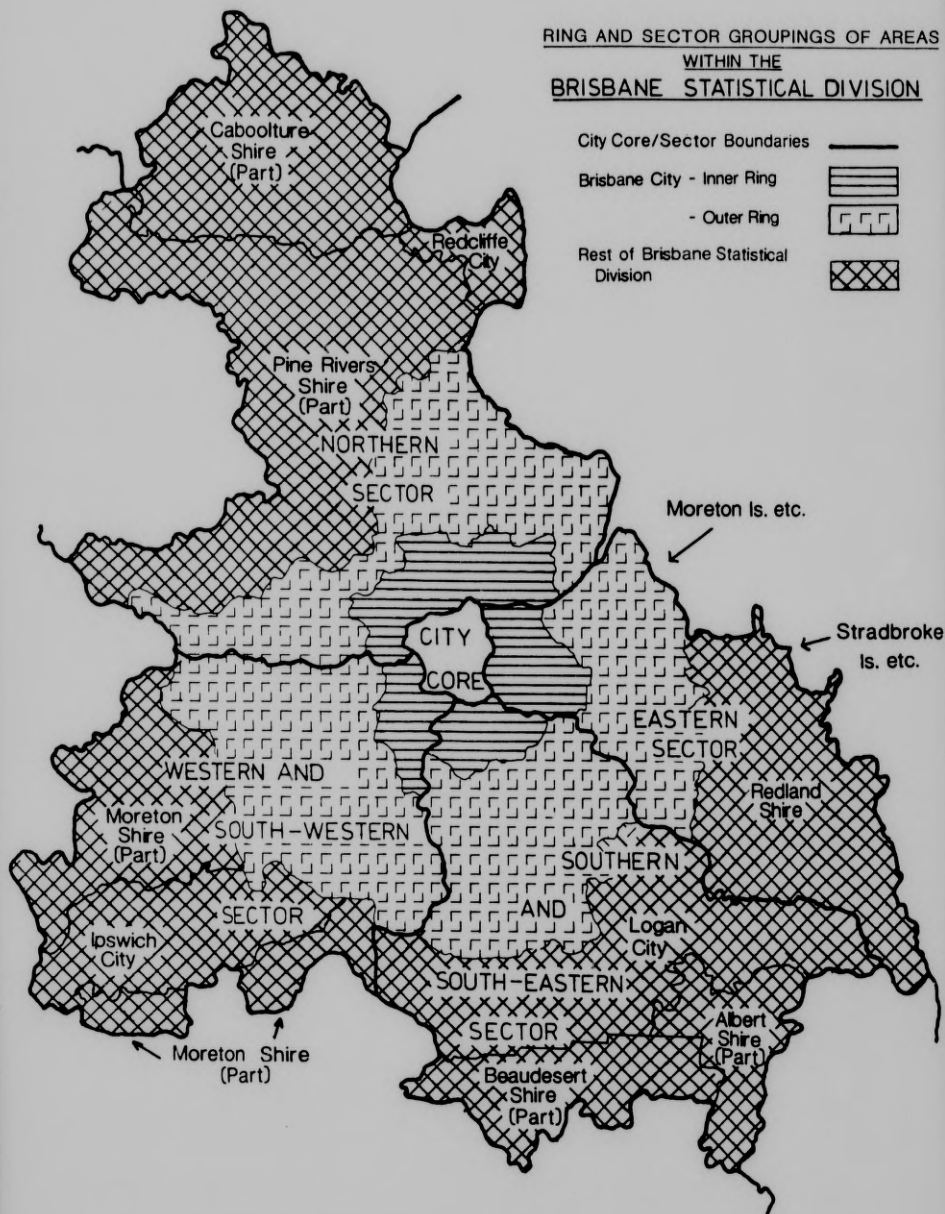 RING AND SECTOR GROUPINGS OF AREAS
WITHIN THE
BRISBANE STATISTICAL DIVISION
City Core/Sector Boundaries
Brisbane City - Inner Ring
- Outer Ring
Rest of Brisbane Statistical
Division
Caboolture
Shire
(Part)
Redcliffe
City
Pine Rivers
Shire
(Part)
NORTHERN
SECTOR
Moreton Is. etc.
Stradbroke
Is. etc.
CITY
CORE
EASTERN
SECTOR
Redland
Shire
WESTERN AND
SOUTH-WESTERN
SECTOR
Moreton
Shire
(Part)
Ipswich
City
Moreton Shire
(Part)
SOUTHERN
AND
SOUTH-EASTERN
SECTOR
Logan
City
Albert
Shire
(Part)
Beaudesert
Shire
(Part)